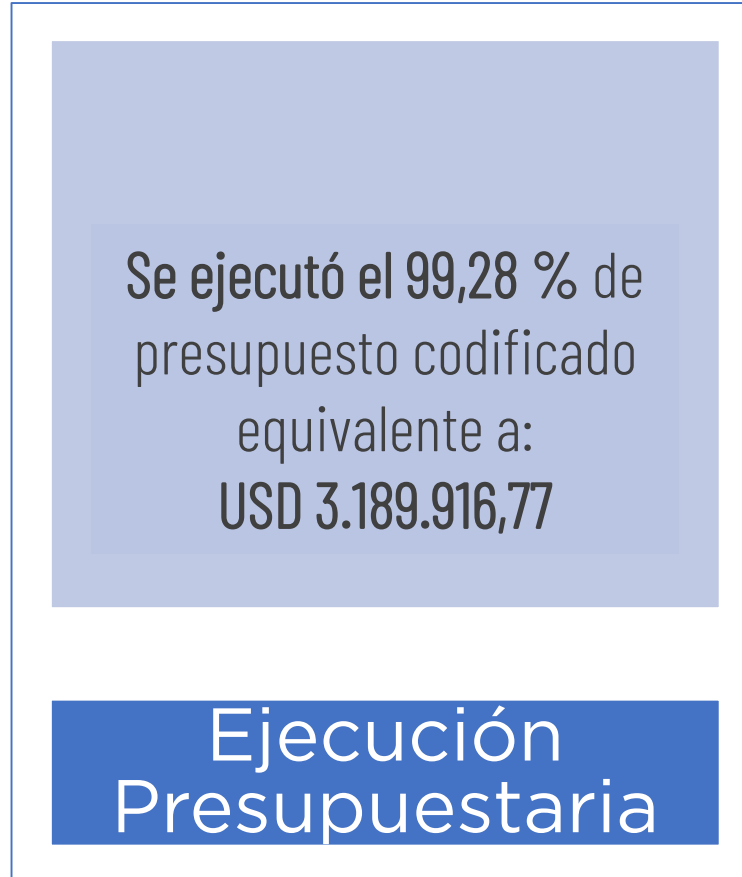 Se ejecutó el 99,28 % de
presupuesto codificado
equivalente a:
USD 3.189.916,77
Ejecución
Presupuestaria